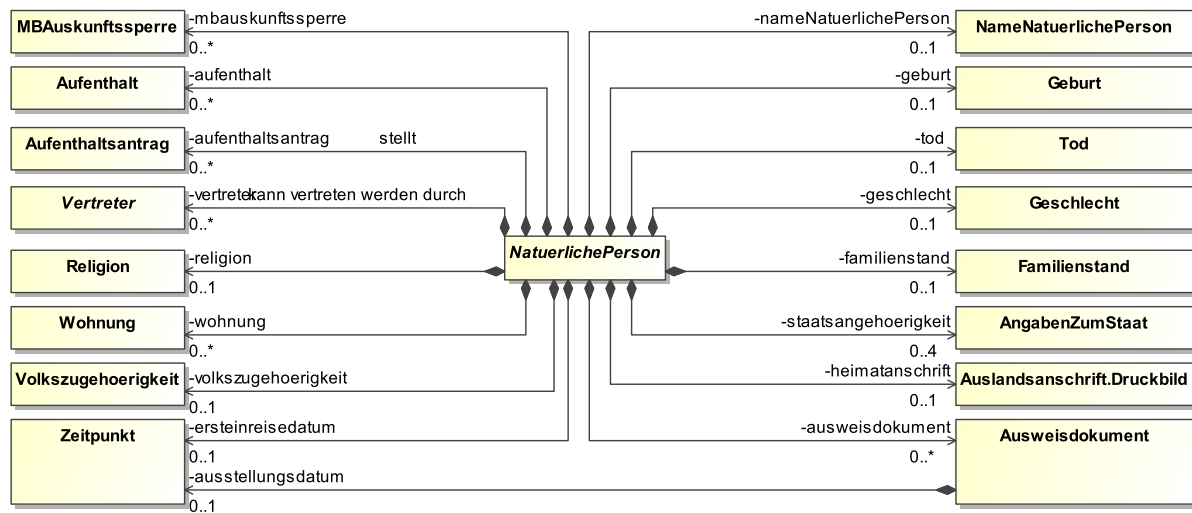 MBAuskunftssperre
-mbauskunftssperre
0..*
-nameNatuerlichePerson
0..1
NameNatuerlichePerson
Aufenthalt
-aufenthalt
0..*
-geburt
0..1
Geburt
Aufenthaltsantrag
-aufenthaltsantrag
stellt
0..*
-tod
0..1
Tod
Vertreter
-vertreter
kann vertreten werden durch
0..*
-geschlecht
0..1
Geschlecht
NatuerlichePerson
Religion
-religion
0..1
-familienstand
0..1
Familienstand
Wohnung
-wohnung
0..*
-staatsangehoerigkeit
0..4
AngabenZumStaat
Volkszugehoerigkeit
-volkszugehoerigkeit
0..1
-heimatanschrift
0..1
Auslandsanschrift.Druckbild
Zeitpunkt
-ersteinreisedatum
0..1
-ausweisdokument
0..*
Ausweisdokument
-ausstellungsdatum
0..1